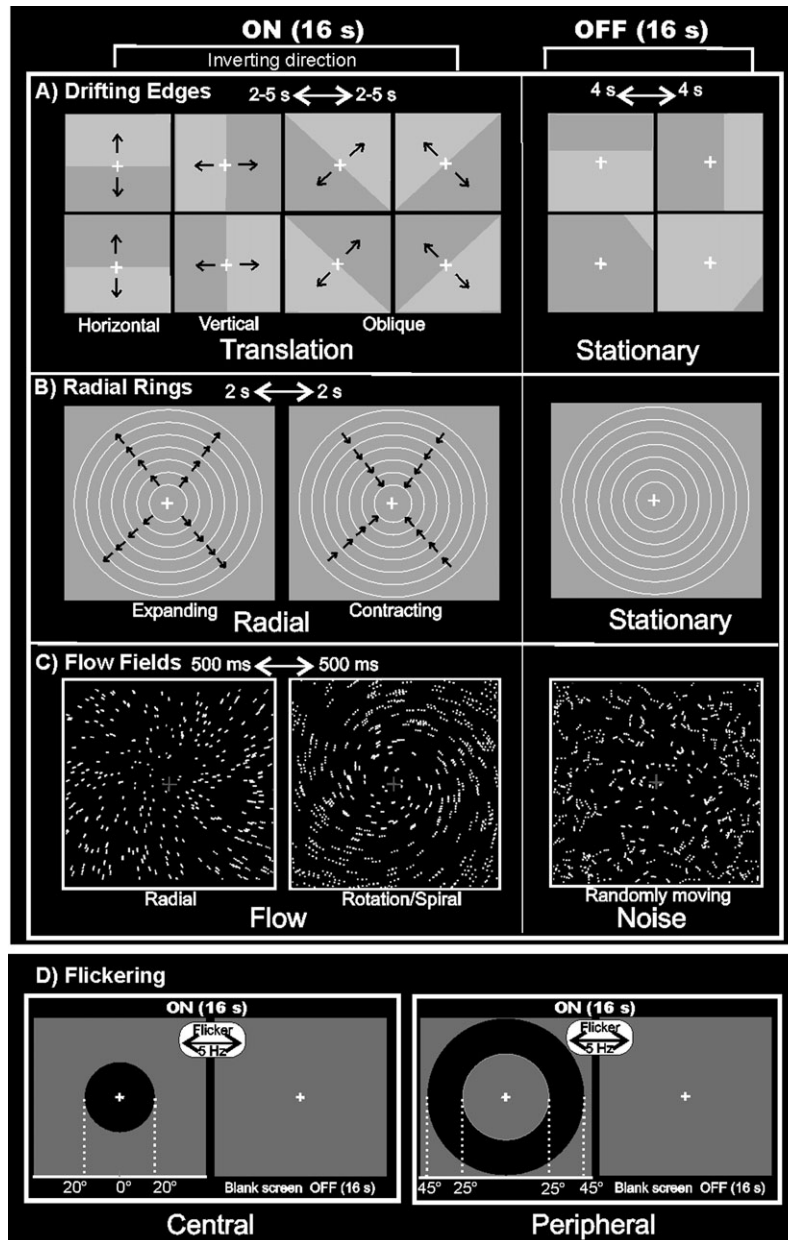 ON (16 s)
OFF (16 s)
Inverting direction
A) Drifting Edges
2-5 s 2-5 s
4 s 4 s
Horizontal
Vertical
Oblique
Translation
Stationary
B) Radial Rings
2 s 2 s
Expanding
Contracting
Radial
Stationary
C) Flow Fields
500 ms 500 ms
Radial
Rotation/Spiral
Randomly moving
Flow
Noise
D) Flickering
ON (16 s)
Flicker
5 Hz
20° 0° 20°
Blank screen OFF (16 s)
Central
ON (16 s)
Flicker
5 Hz
45° 25° 25° 45°
Blank screen OFF (16 s)
Peripheral